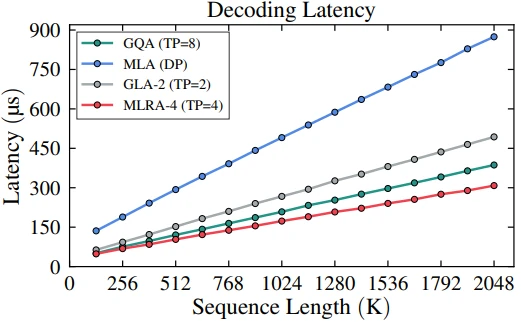 Decoding Latency
Latency (μs)
900
750
600
450
300
150
0
GQA (TP=8)
MLA (DP)
GLA-2 (TP=2)
MLRA-4 (TP=4)
0 256 512 768 1024 1280 1536 1792 2048
Sequence Length (K)